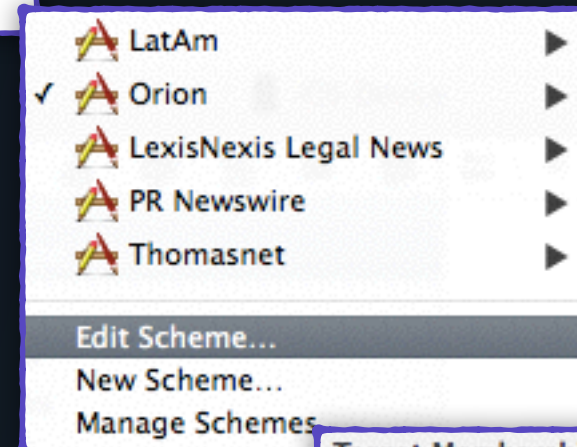 LatAm
✓ Orion
LexisNexis Legal News
PR Newswire
Thomasnet
Edit Scheme...
New Scheme...
Manage Schemes